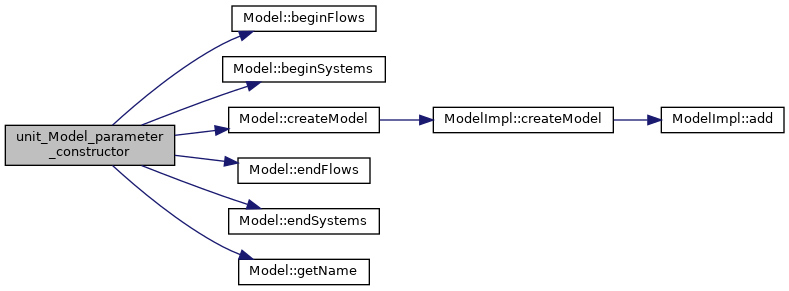 Model::beginFlows
Model::beginSystems
Model::createModel
ModelImpl::createModel
ModelImpl::add
unit_Model_parameter
_constructor
Model::endFlows
Model::endSystems
Model::getName